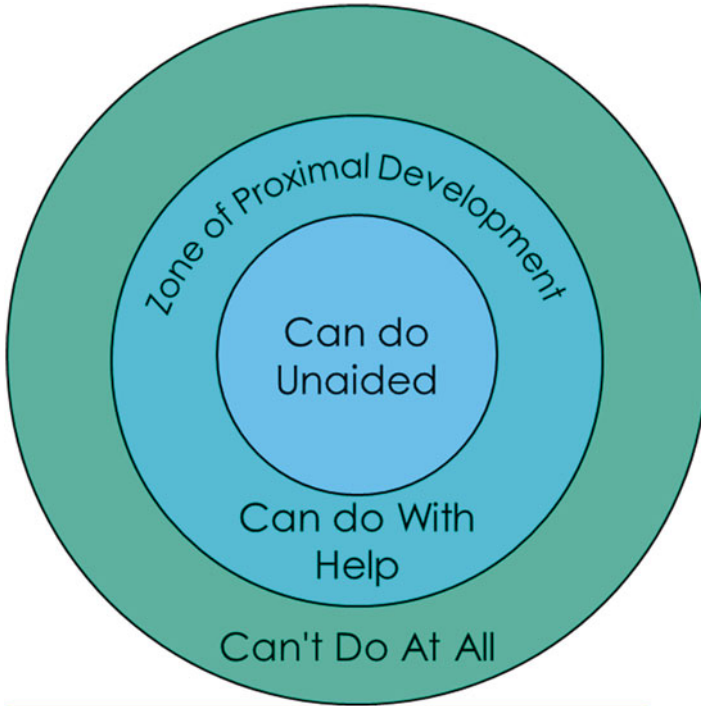 Zone of Proximal Development
Can do
Unaided
Can do With
Help
Can't Do At All